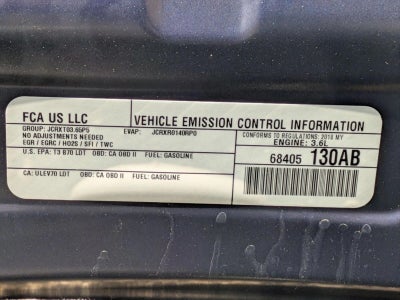 FCA US LLC
VEHICLE EMISSION CONTROL INFORMATION
GROUP: JCRXT03.65P5 EVAP: JCRXR0140RP0
CONFORMS TO REGULATIONS: 2018 MY
NO ADJUSTMENTS NEEDED
ENGINE: 3.6L
EGR / EGRC / HO2S / SFI / TWC
68405 130AB
U.S. EPA: T3 B70 LDT OBD: CA OBD II FUEL: GASOLINE
CA: ULEV70 LDT OBD: CA OBD II FUEL: GASOLINE